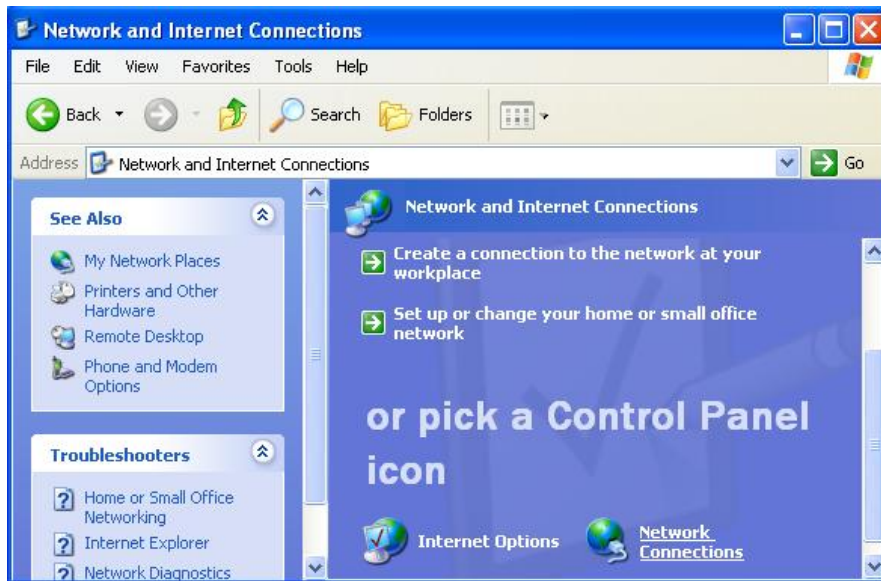 Network and Internet Connections
File Edit View Favorites Tools Help
Back Search Folders
Address Network and Internet Connections Go
See Also
My Network Places
Printers and Other
Hardware
Remote Desktop
Phone and Modem
Options
Troubleshooters
Home or Small Office
Networking
Internet Explorer
Network Diagnostics
Network and Internet Connections
Create a connection to the network at your
workplace
Set up or change your home or small office
network
or pick a Control Panel
icon
Internet Options
Network
Connections